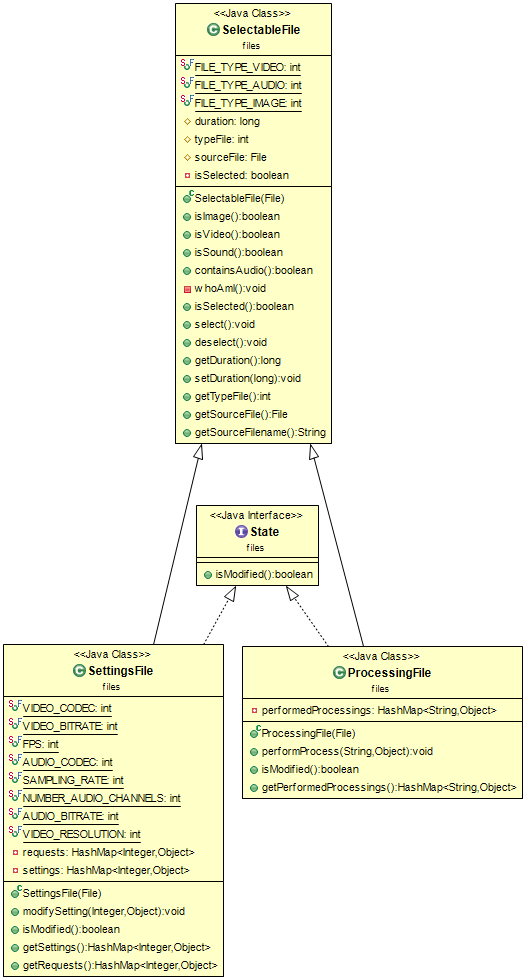 <<Java Class>>
SelectableFile
files
FILE_TYPE_VIDEO: int
FILE_TYPE_AUDIO: int
FILE_TYPE_IMAGE: int
duration: long
typeFile: int
sourceFile: File
isSelected: boolean
SelectableFile(File)
isImage():boolean
isVideo():boolean
isSound():boolean
containsAudio():boolean
whoAmI():void
isSelected():boolean
select():void
deselect():void
getDuration():long
setDuration(long):void
getTypeFile():int
getSourceFile():File
getSourceFilename():String
<<Java Interface>>
State
files
isModified():boolean
<<Java Class>>
SettingsFile
files
VIDEO_CODEC: int
VIDEO_BITRATE: int
FPS: int
AUDIO_CODEC: int
SAMPLING_RATE: int
NUMBER_AUDIO_CHANNELS: int
AUDIO_BITRATE: int
VIDEO_RESOLUTION: int
requests: HashMap<Integer,Object>
settings: HashMap<Integer,Object>
SettingsFile(File)
modifySetting(Integer,Object):void
isModified():boolean
getSettings():HashMap<Integer,Object>
getRequests():HashMap<Integer,Object>
<<Java Class>>
ProcessingFile
files
performedProcessings: HashMap<String,Object>
ProcessingFile(File)
performProcess(String,Object):void
isModified():boolean
getPerformedProcessings():HashMap<String,Object>